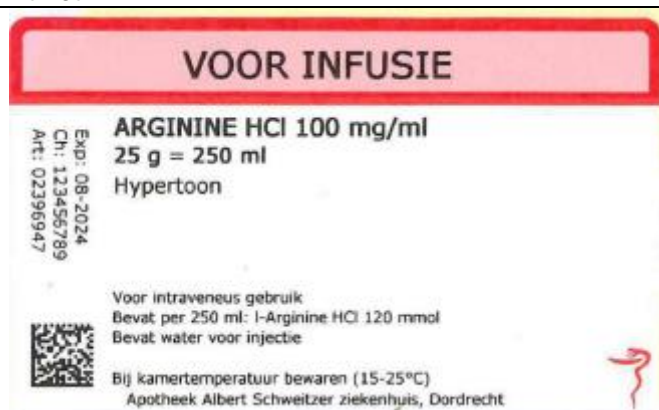 VOOR INFUSIE
ARGININE HCl 100 mg/ml
25 g = 250 ml
Hypertoon
Exp: 08-2024
Ch: 123456789
Art: 02396947
Voor intraveneus gebruik
Bevat per 250 ml: l-Arginine HCl 120 mmol
Bevat water voor injectie
Bij kamertemperatuur bewaren (15-25°C)
Apotheek Albert Schweitzer ziekenhuis, Dordrecht